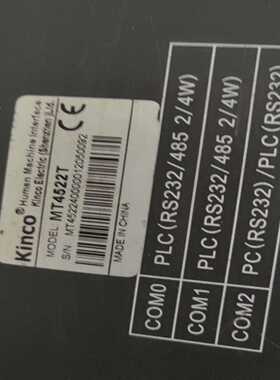 Kinco® Human Machine Interface
Kinco Electric (Shenzhen) Ltd.
MODEL: MT4522T
S/N: MT4522400000120500092
MADE IN CHINA
CE
COM0 PLC(RS232/485 2/4W)
COM1 PLC(RS232/485 2/4W)
COM2 PC(RS232)/PLC(RS232)